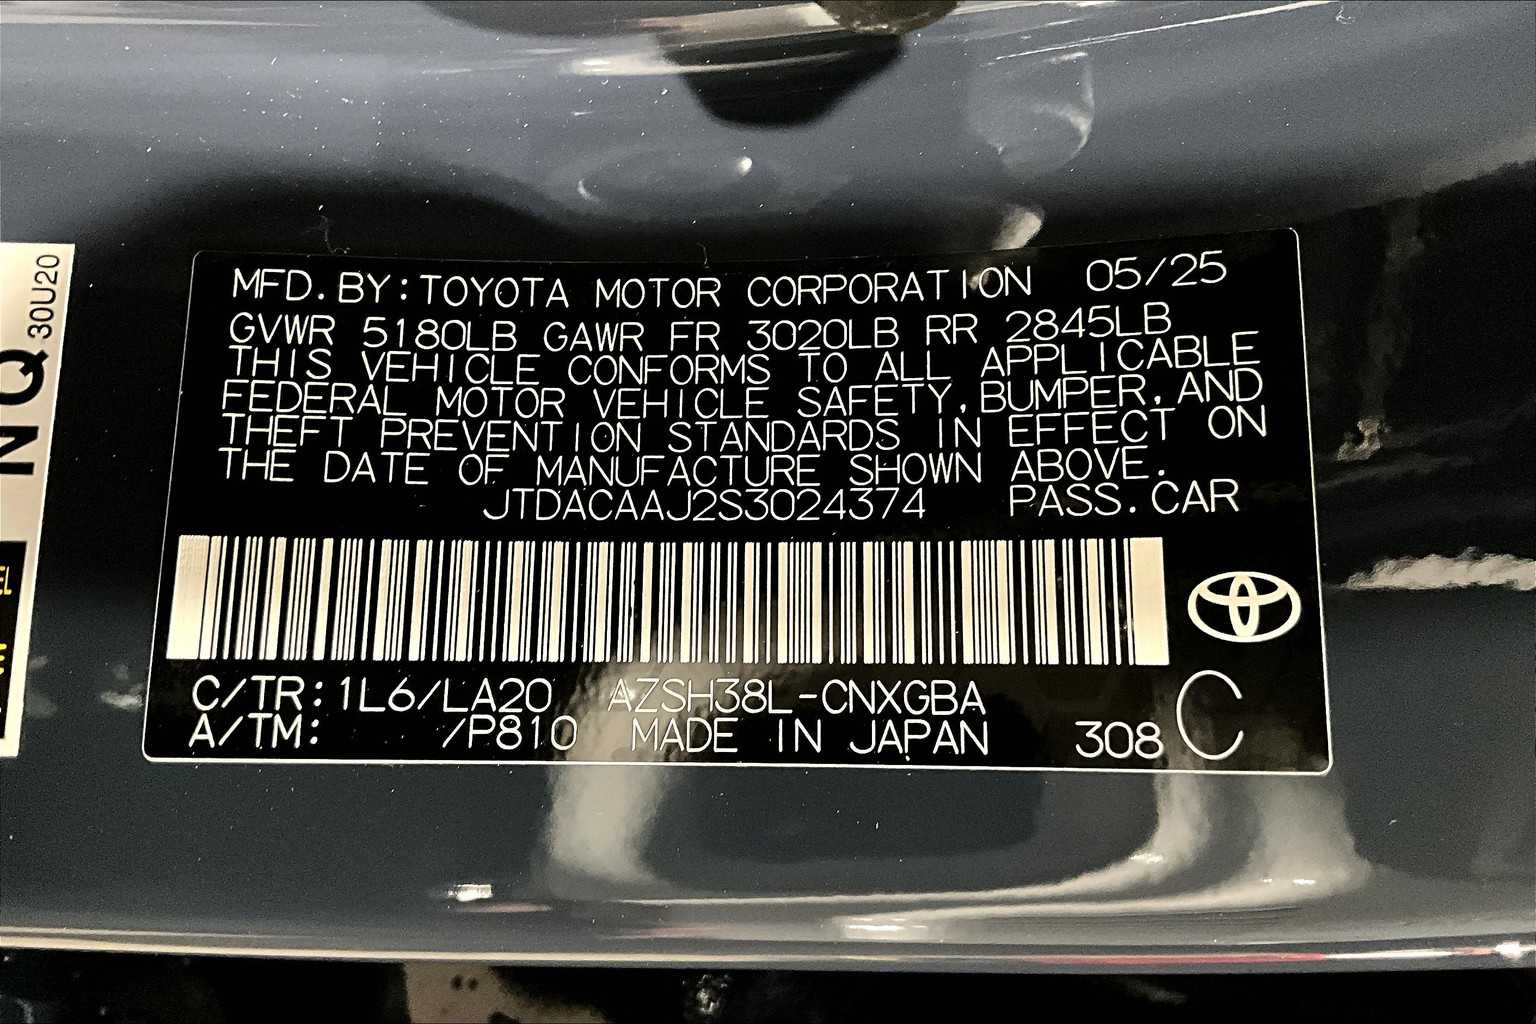 MFD. BY: TOYOTA MOTOR CORPORATION 05/25
GVWR 5180LB GAWR FR 3020LB RR 2845LB
THIS VEHICLE CONFORMS TO ALL APPLICABLE
FEDERAL MOTOR VEHICLE SAFETY, BUMPER, AND
THEFT PREVENTION STANDARDS IN EFFECT ON
THE DATE OF MANUFACTURE SHOWN ABOVE.
JTDACAAJ2S3024374 PASS. CAR
C/TR: 1L6/LA20 AZSH38L-CNXGBA
A/TM: /P810 MADE IN JAPAN 308 C
NQ
30U20